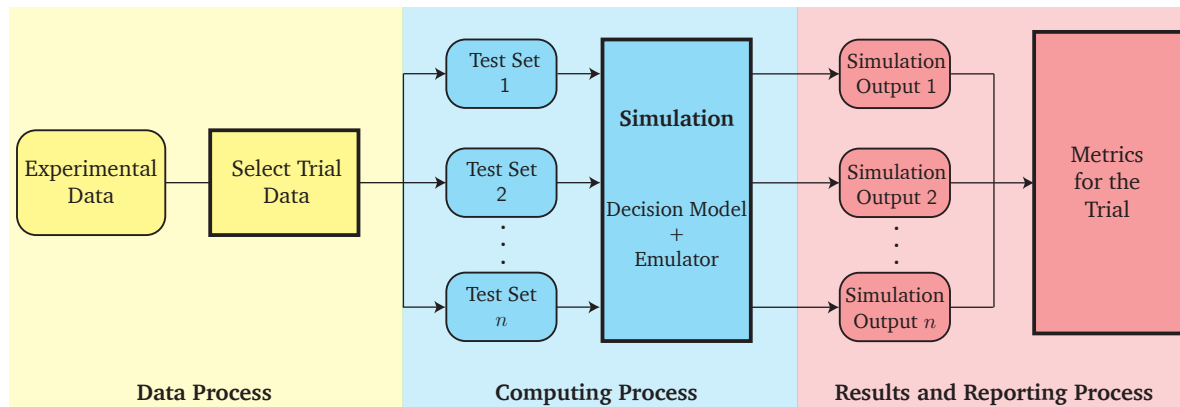 Experimental
Data
Select Trial
Data
Test Set
1
Test Set
2
Test Set
n
Simulation
Decision Model
+
Emulator
Simulation
Output 1
Simulation
Output 2
Simulation
Output n
Metrics
for the
Trial
Data Process
Computing Process
Results and Reporting Process